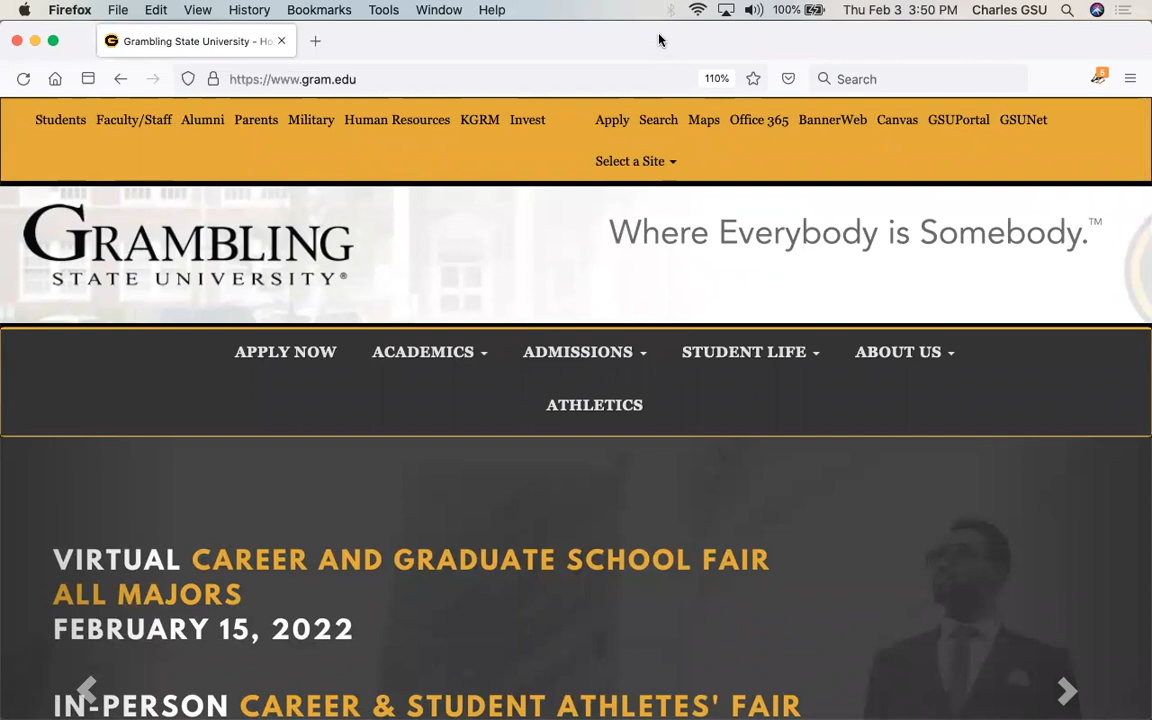 Firefox File Edit View History Bookmarks Tools Window Help 100% Thu Feb 3 3:50 PM Charles GSU
Grambling State University - Ho
https://www.gram.edu 110% Search 6
Students Faculty/Staff Alumni Parents Military Human Resources KGRM Invest Apply Search Maps Office 365 BannerWeb Canvas GSUPortal GSUNet
Select a Site
GRAMBLING
STATE UNIVERSITY®
Where Everybody is Somebody.™
APPLY NOW ACADEMICS ADMISSIONS STUDENT LIFE ABOUT US
ATHLETICS
VIRTUAL CAREER AND GRADUATE SCHOOL FAIR
ALL MAJORS
FEBRUARY 15, 2022
IN-PERSON CAREER & STUDENT ATHLETES' FAIR